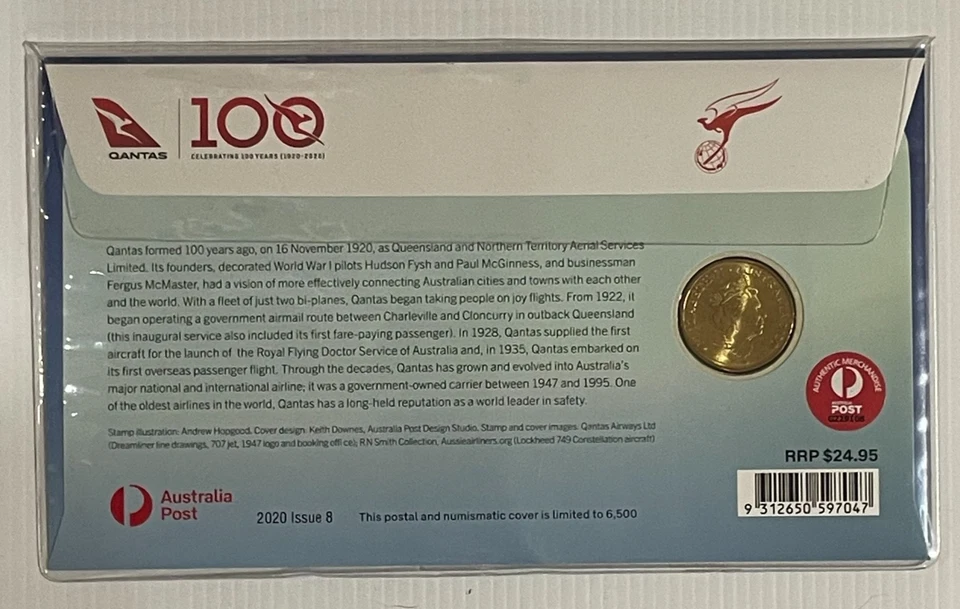 QANTAS
100
CELEBRATING 100 YEARS (1920-2020)
Qantas formed 100 years ago, on 16 November 1920, as Queensland and Northern Territory Aerial Services
Limited. Its founders, decorated World War I pilots Hudson Fysh and Paul McGinness, and businessman
Fergus McMaster, had a vision of more effectively connecting Australian cities and towns with each other
and the world. With a fleet of just two bi-planes, Qantas began taking people on joy flights. From 1922, it
began operating a government airmail route between Charleville and Cloncurry in outback Queensland
(this inaugural service also included its first fare-paying passenger). In 1928, Qantas supplied the first
aircraft for the launch of the Royal Flying Doctor Service of Australia and, in 1935, Qantas embarked on
its first overseas passenger flight. Through the decades, Qantas has grown and evolved into Australia's
major national and international airline; it was a government-owned carrier between 1947 and 1995. One
of the oldest airlines in the world, Qantas has a long-held reputation as a world leader in safety.
Stamp illustration: Andrew Hopgood. Cover design: Keith Downes, Australia Post Design Studio. Stamp and cover images: Qantas Airways Ltd
(Dreamliner line drawings, 707 jet, 1947 logo and booking office); RN Smith Collection, Aussieairliners.org (Lockheed 749 Constellation aircraft)
AUTHENTIC MERCHANDISE
AUSTRALIA
POST
RRP $24.95
9 312650 597047
Australia
Post
2020 Issue 8
This postal and numismatic cover is limited to 6,500